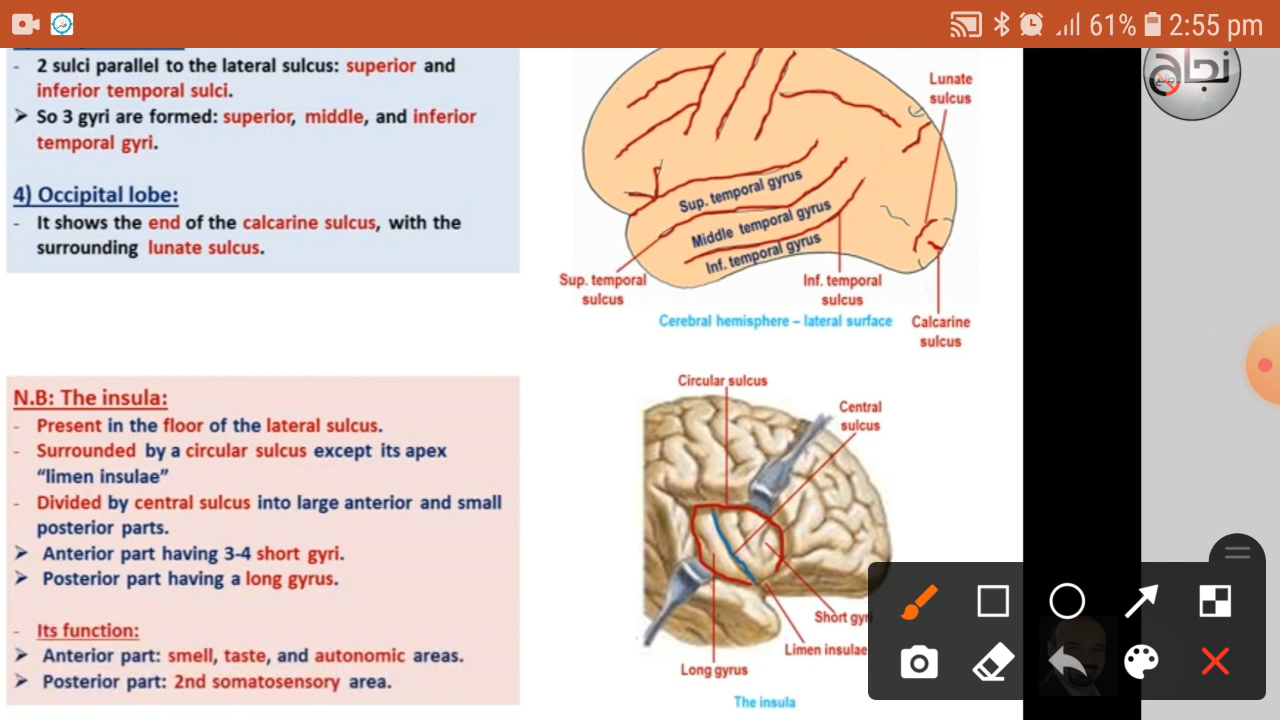 61% 2:55 pm
- 2 sulci parallel to the lateral sulcus: superior and
inferior temporal sulci.
➤ So 3 gyri are formed: superior, middle, and inferior
temporal gyri.
4) Occipital lobe:
- It shows the end of the calcarine sulcus, with the
surrounding lunate sulcus.
Lunate
sulcus
Sup. temporal gyrus
Middle temporal gyrus
Inf. temporal gyrus
Sup. temporal
sulcus
Inf. temporal
sulcus
Calcarine
sulcus
Cerebral hemisphere – lateral surface
N.B: The insula:
- Present in the floor of the lateral sulcus.
- Surrounded by a circular sulcus except its apex
“limen insulae”
- Divided by central sulcus into large anterior and small
posterior parts.
➤ Anterior part having 3-4 short gyri.
➤ Posterior part having a long gyrus.
- Its function:
➤ Anterior part: smell, taste, and autonomic areas.
➤ Posterior part: 2nd somatosensory area.
Circular sulcus
Central
sulcus
Short gyri
Limen insulae
Long gyrus
The insula